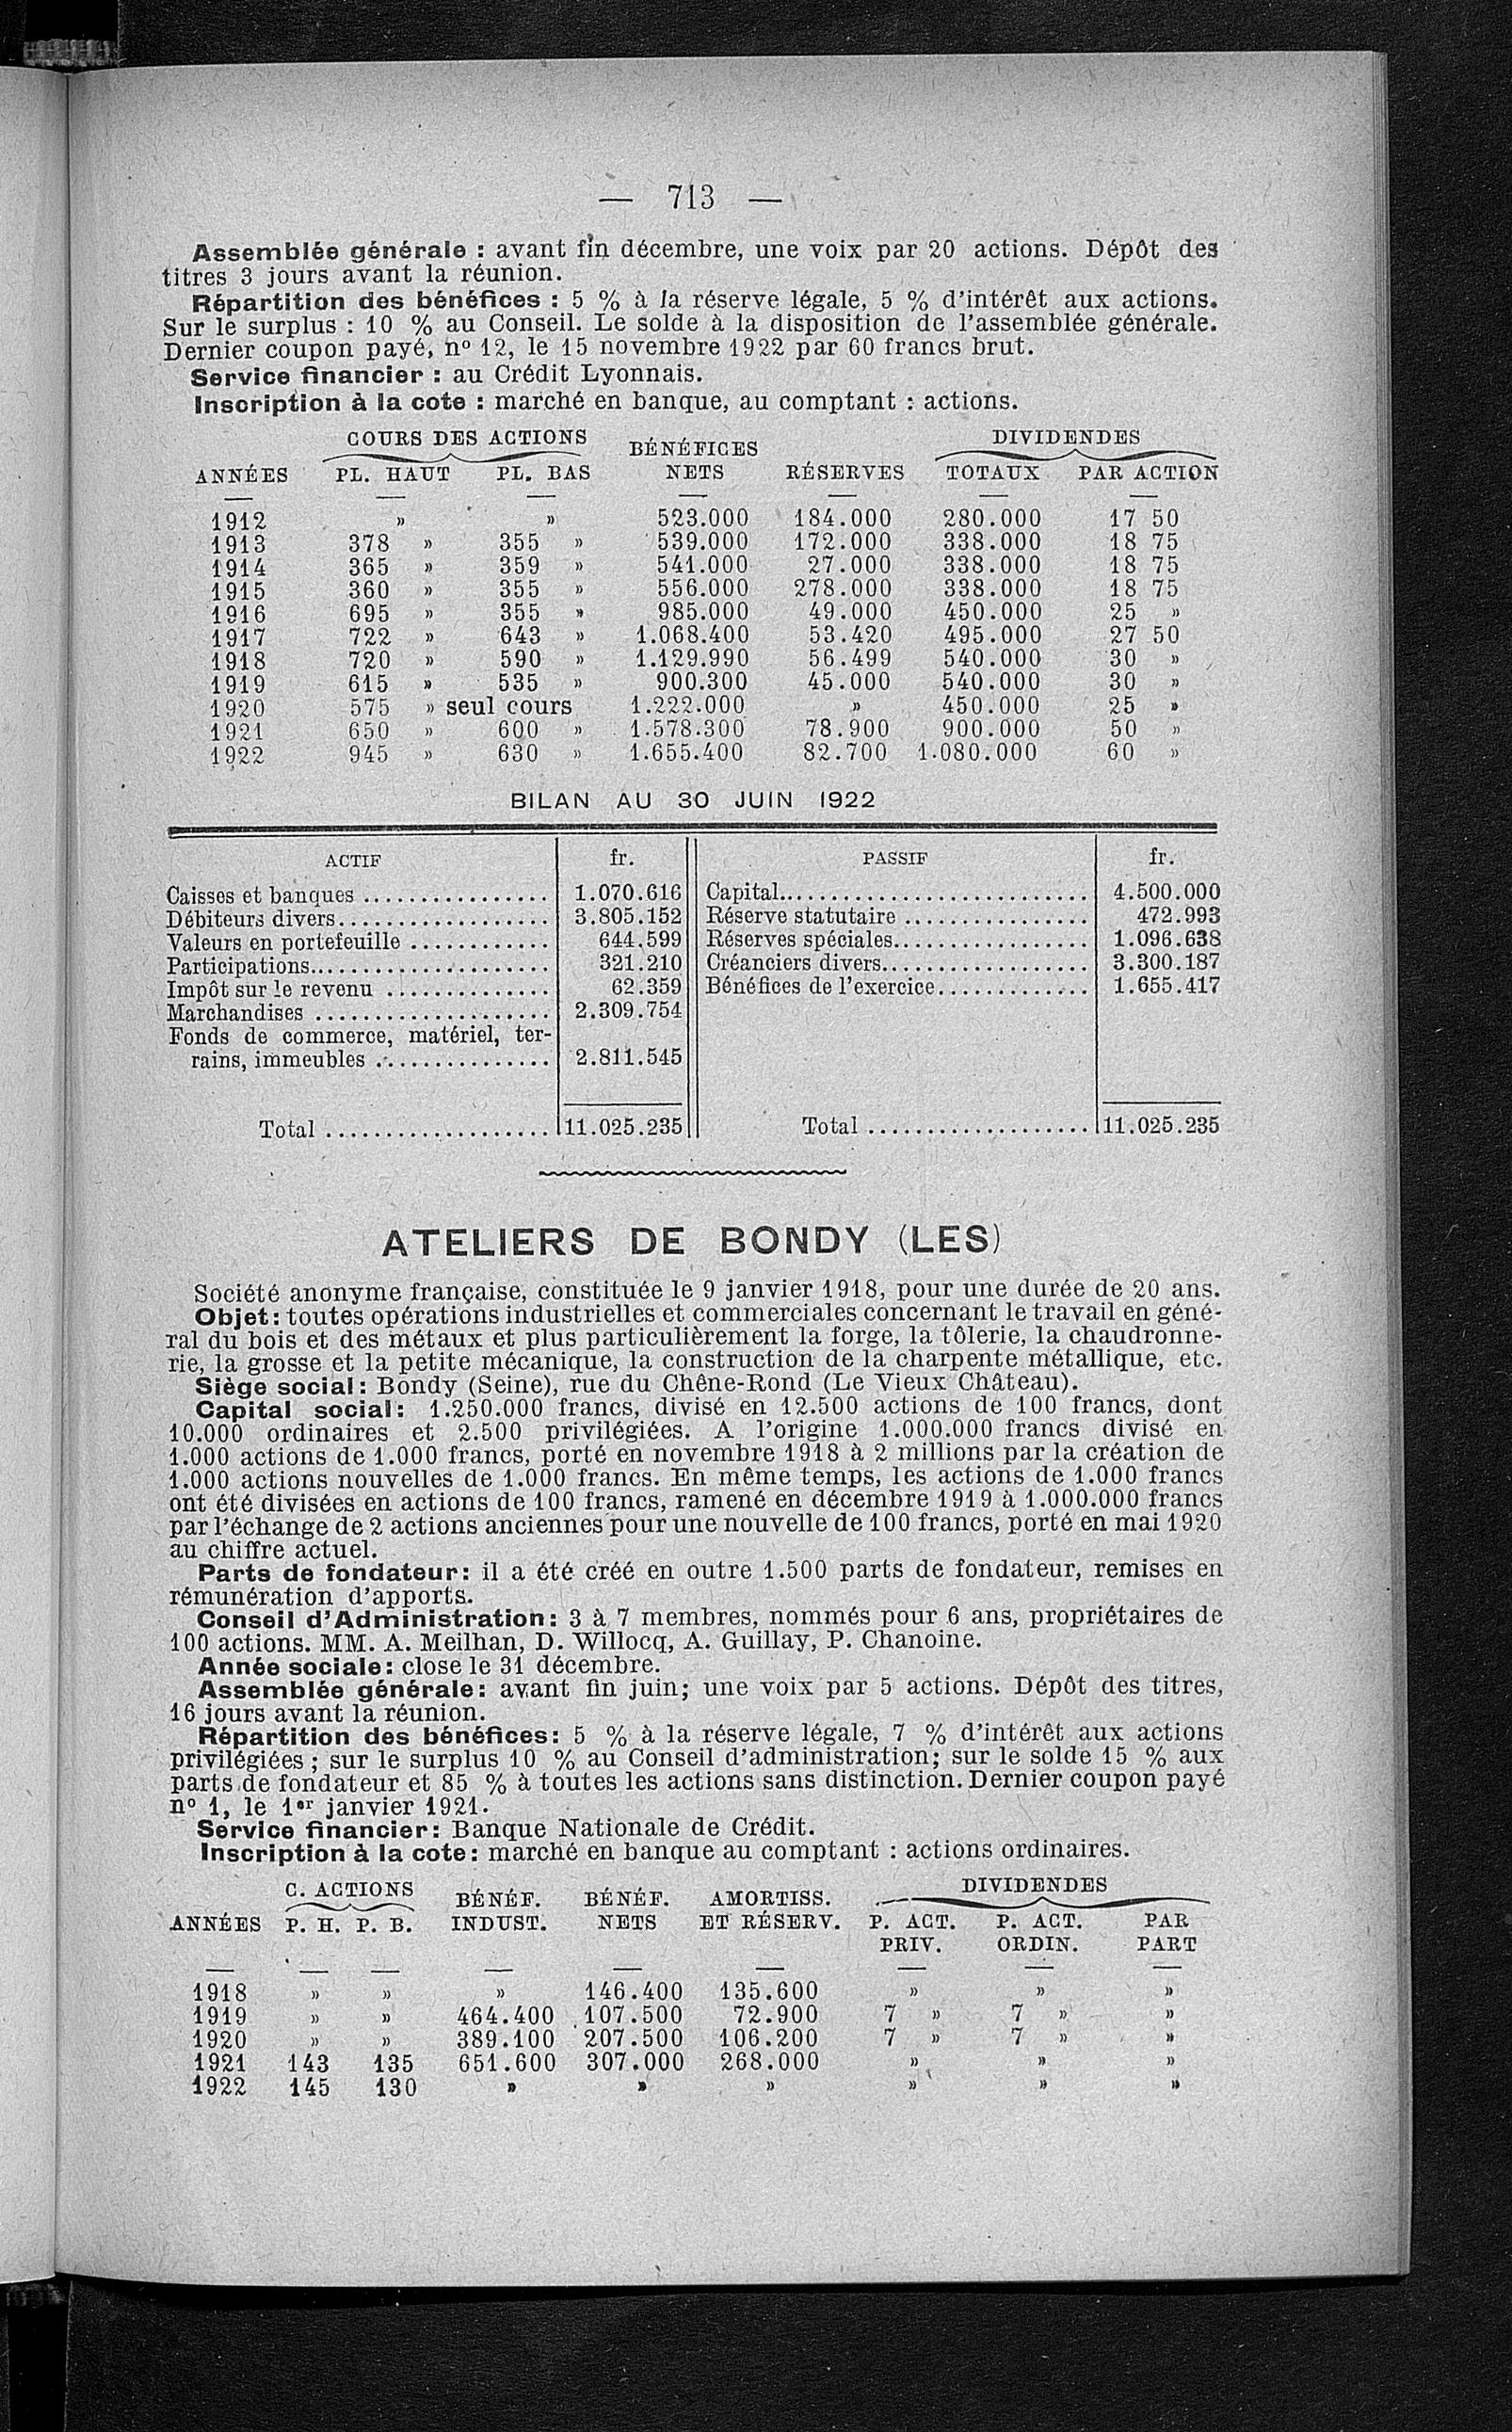 — 713 —
Assemblée générale : avant fin décembre, une voix par 20 actions. Dépôt des
titres 3 jours avant la réunion.
Répartition des bénéfices : 5 % à la réserve légale, 5 % d'intérêt aux actions.
Sur le surplus : 10 % au Conseil. Le solde à la disposition de l'assemblée générale.
Dernier coupon payé, nº 12, le 15 novembre 1922 par 60 francs brut.
Service financier : au Crédit Lyonnais.
Inscription à la cote : marché en banque, au comptant : actions.
COURS DES ACTIONS BÉNÉFICES DIVIDENDES
ANNÉES PL. HAUT PL. BAS NETS RÉSERVES TOTAUX PAR ACTION
1912 » » 523.000 184.000 280.000 17 50
1913 378 » 355 » 539.000 172.000 338.000 18 75
1914 365 » 359 » 541.000 27.000 338.000 18 75
1915 360 » 355 » 556.000 278.000 338.000 18 75
1916 695 » 355 » 985.000 49.000 450.000 25 »
1917 722 » 643 » 1.068.400 53.420 495.000 27 50
1918 720 » 590 » 1.129.990 56.499 540.000 30 »
1919 615 » 535 » 900.300 45.000 540.000 30 »
1920 575 » seul cours 1.222.000 » 450.000 25 »
1921 650 » 600 » 1.578.300 78.900 900.000 50 »
1922 945 » 630 » 1.655.400 82.700 1.080.000 60 »
BILAN AU 30 JUIN 1922
ACTIF fr. PASSIF fr.
Caisses et banques ................ 1.070.616 Capital.......................... 4.500.000
Débiteurs divers.................. 3.805.152 Réserve statutaire ................ 472.993
Valeurs en portefeuille ............ 644.599 Réserves spéciales................. 1.096.638
Participations.................... 321.210 Créanciers divers.................. 3.300.187
Impôt sur le revenu .............. 62.359 Bénéfices de l'exercice............. 1.655.417
Marchandises .................... 2.309.754
Fonds de commerce, matériel, ter-
rains, immeubles ............... 2.811.545
Total ................... 11.025.235 Total ................... 11.025.235
ATELIERS DE BONDY (LES)
Société anonyme française, constituée le 9 janvier 1918, pour une durée de 20 ans.
Objet : toutes opérations industrielles et commerciales concernant le travail en géné-
ral du bois et des métaux et plus particulièrement la forge, la tôlerie, la chaudronne-
rie, la grosse et la petite mécanique, la construction de la charpente métallique, etc.
Siège social : Bondy (Seine), rue du Chêne-Rond (Le Vieux Château).
Capital social : 1.250.000 francs, divisé en 12.500 actions de 100 francs, dont
10.000 ordinaires et 2.500 privilégiées. A l'origine 1.000.000 francs divisé en
1.000 actions de 1.000 francs, porté en novembre 1918 à 2 millions par la création de
1.000 actions nouvelles de 1.000 francs. En même temps, les actions de 1.000 francs
ont été divisées en actions de 100 francs, ramené en décembre 1919 à 1.000.000 francs
par l'échange de 2 actions anciennes pour une nouvelle de 100 francs, porté en mai 1920
au chiffre actuel.
Parts de fondateur : il a été créé en outre 1.500 parts de fondateur, remises en
rémunération d'apports.
Conseil d'Administration : 3 à 7 membres, nommés pour 6 ans, propriétaires de
100 actions. MM. A. Meilhan, D. Willocq, A. Guillay, P. Chanoine.
Année sociale : close le 31 décembre.
Assemblée générale : avant fin juin; une voix par 5 actions. Dépôt des titres,
16 jours avant la réunion.
Répartition des bénéfices : 5 % à la réserve légale, 7 % d'intérêt aux actions
privilégiées ; sur le surplus 10 % au Conseil d'administration; sur le solde 15 % aux
parts de fondateur et 85 % à toutes les actions sans distinction. Dernier coupon payé
nº 1, le 1er janvier 1921.
Service financier : Banque Nationale de Crédit.
Inscription à la cote : marché en banque au comptant : actions ordinaires.
C. ACTIONS BÉNÉF. BÉNÉF. AMORTISS. DIVIDENDES
ANNÉES P. H. P. B. INDUST. NETS ET RÉSERV. P. ACT. P. ACT. PAR
PRIV. ORDIN. PART
1918 » » » 146.400 135.600 » » »
1919 » » 464.400 107.500 72.900 7 » 7 » »
1920 » » 389.100 207.500 106.200 7 » 7 » »
1921 143 135 651.600 307.000 268.000 » » »
1922 145 130 » » » » » »